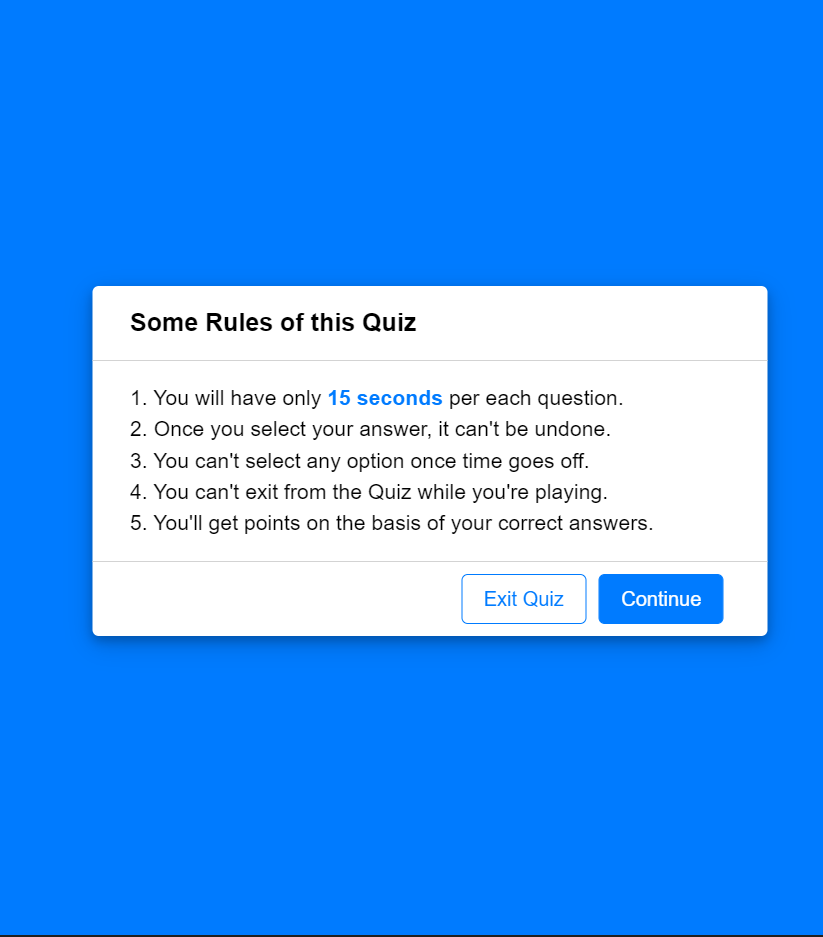 Some Rules of this Quiz
1. You will have only 15 seconds per each question.
2. Once you select your answer, it can't be undone.
3. You can't select any option once time goes off.
4. You can't exit from the Quiz while you're playing.
5. You'll get points on the basis of your correct answers.
Exit Quiz
Continue